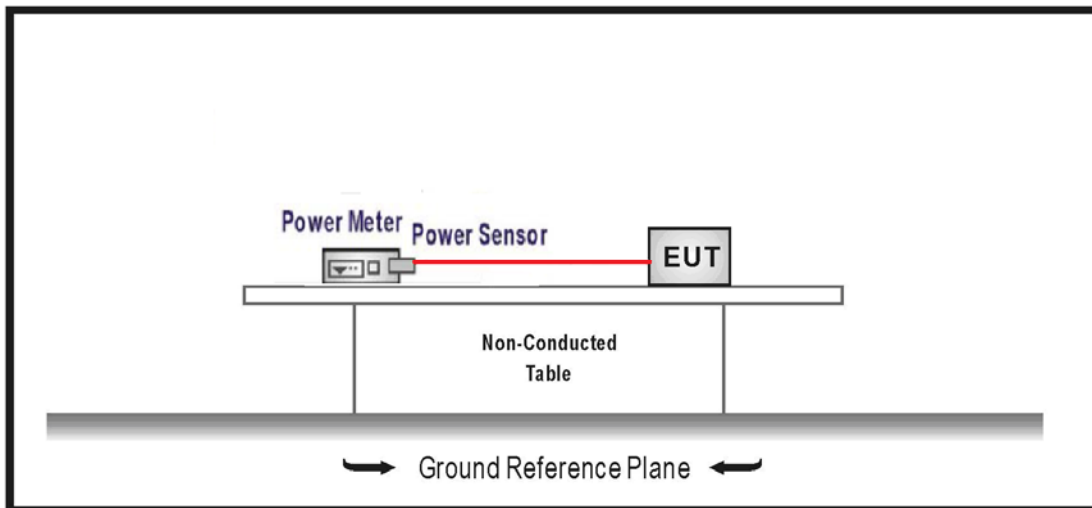 Power Meter
Power Sensor
EUT
Non-Conducted
Table
Ground Reference Plane